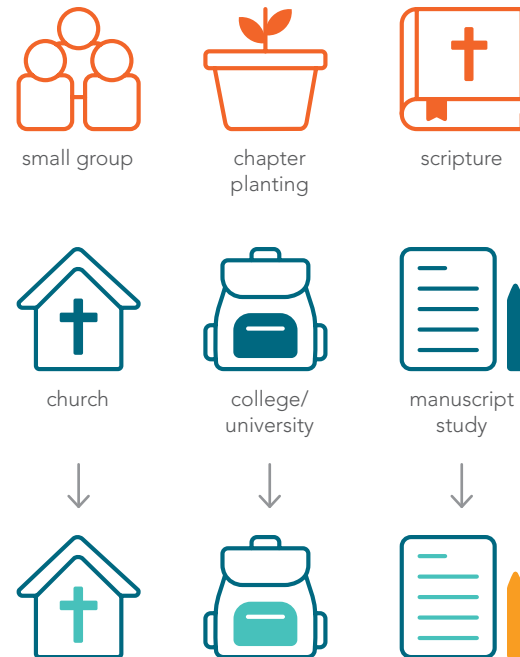 small group
chapter
planting
scripture
church
college/
university
manuscript
study